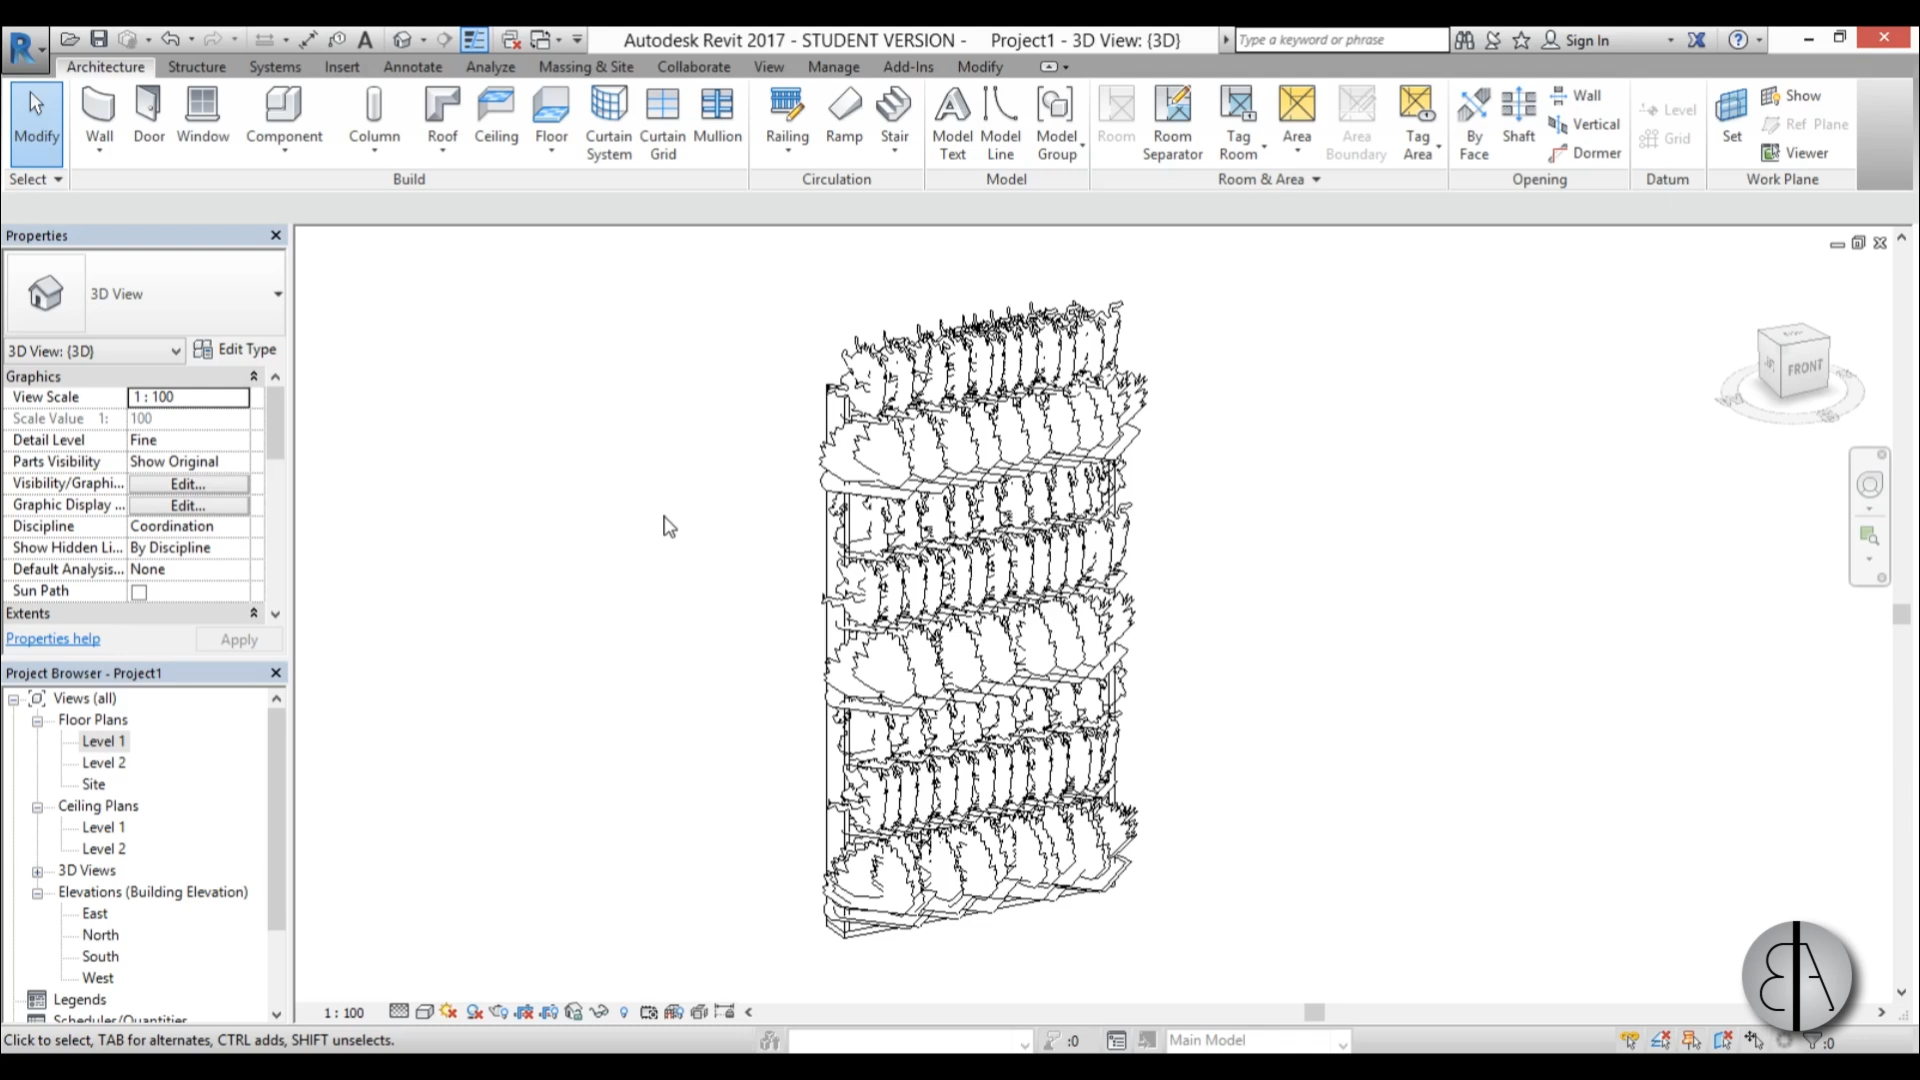 Autodesk Revit 2017 - STUDENT VERSION - Project1 - 3D View: {3D}
Type a keyword or phrase
Sign In
Architecture Structure Systems Insert Annotate Analyze Massing & Site Collaborate View Manage Add-Ins Modify
Modify Wall Door Window Component Column Roof Ceiling Floor Curtain System Curtain Grid Mullion
Railing Ramp Stair
Model Text Model Line Model Group
Room Room Separator Tag Room Area Area Boundary Tag Area
By Face Shaft Wall Vertical Dormer
Level Grid
Set Show Ref Plane Viewer
Select Build Circulation Model Room & Area Opening Datum Work Plane
Properties
3D View
3D View: {3D} Edit Type
Graphics
View Scale 1 : 100
Scale Value 1: 100
Detail Level Fine
Parts Visibility Show Original
Visibility/Graphi... Edit...
Graphic Display ... Edit...
Discipline Coordination
Show Hidden Li... By Discipline
Default Analysis... None
Sun Path
Extents
Properties help Apply
Project Browser - Project1
Views (all)
Floor Plans
Level 1
Level 2
Site
Ceiling Plans
Level 1
Level 2
3D Views
Elevations (Building Elevation)
East
North
South
West
Legends
Schedules/Quantities
FRONT
1 : 100
Click to select, TAB for alternates, CTRL adds, SHIFT unselects.
:0
Main Model
:0